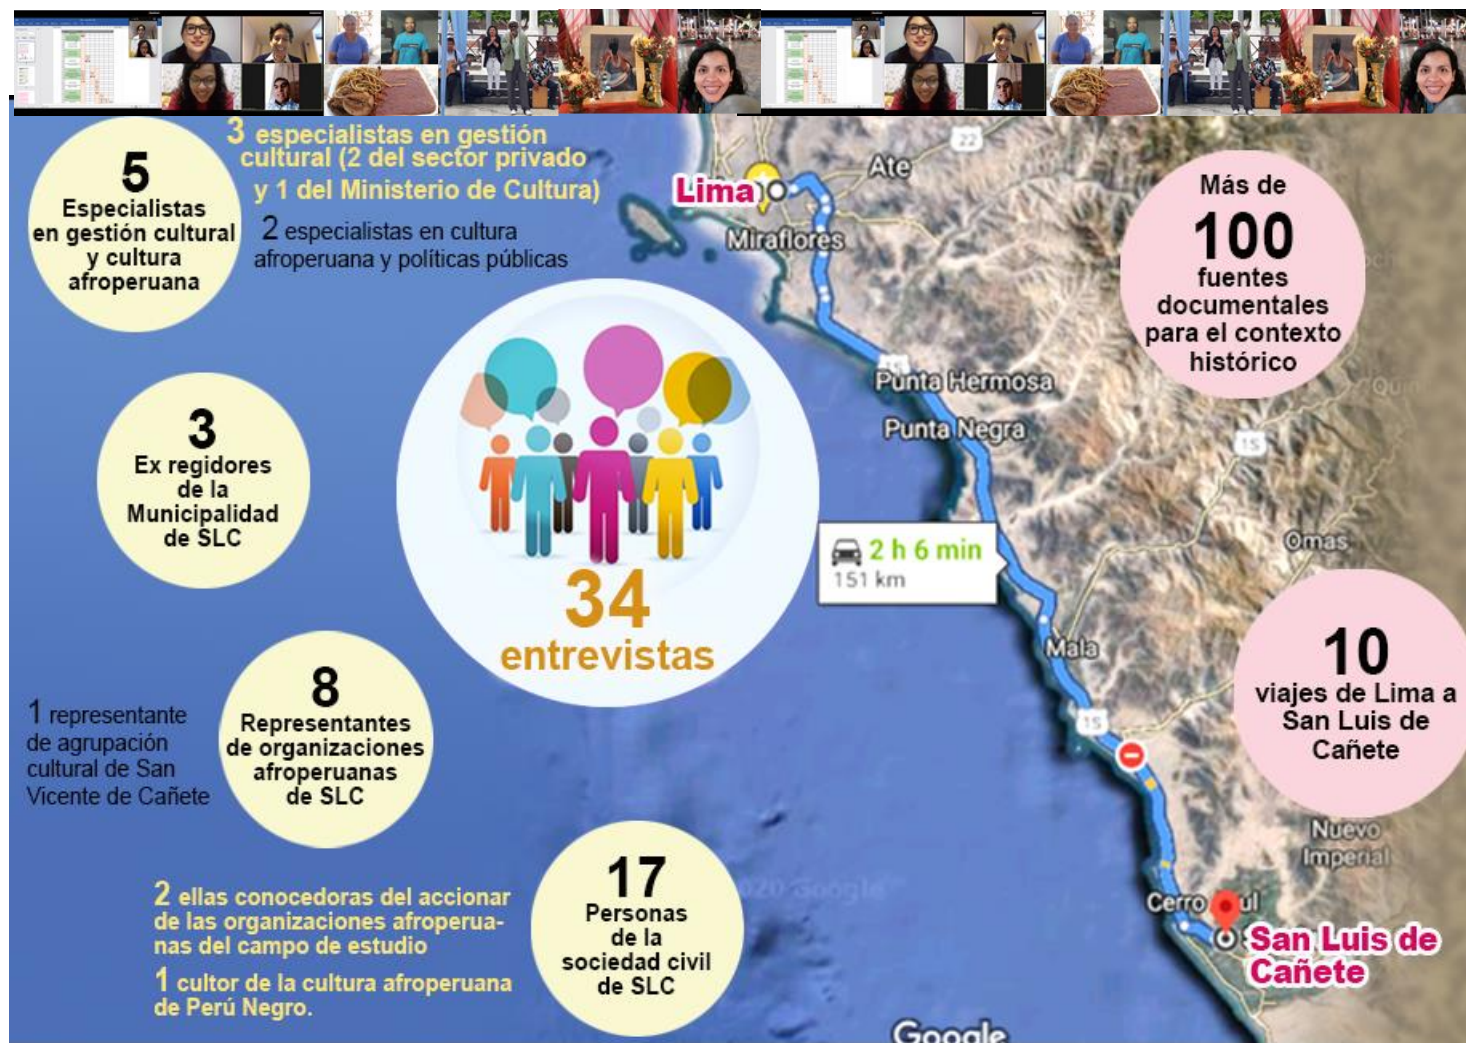 5
Especialistas
en gestión cultural
y cultura
afroperuana
3 especialistas en gestión
cultural (2 del sector privado
y 1 del Ministerio de Cultura)
2 especialistas en cultura
afroperuana y políticas públicas
3
Ex regidores
de la
Municipalidad
de SLC
34
entrevistas
8
Representantes
de organizaciones
afroperuanas
de SLC
1 representante
de agrupación
cultural de San
Vicente de Cañete
17
Personas
de la
sociedad civil
de SLC
2 ellas conocedoras del accionar
de las organizaciones afroperua-
nas del campo de estudio
1 cultor de la cultura afroperuana
de Perú Negro.
Lima
Ate
22
Miraflores
Punta Hermosa
Punta Negra
15
2 h 6 min
151 km
Omas
Mala
15
Nuevo
Imperial
Cerro
San Luis de
Cañete
Google
Más de
100
fuentes
documentales
para el contexto
histórico
10
viajes de Lima a
San Luis de
Cañete